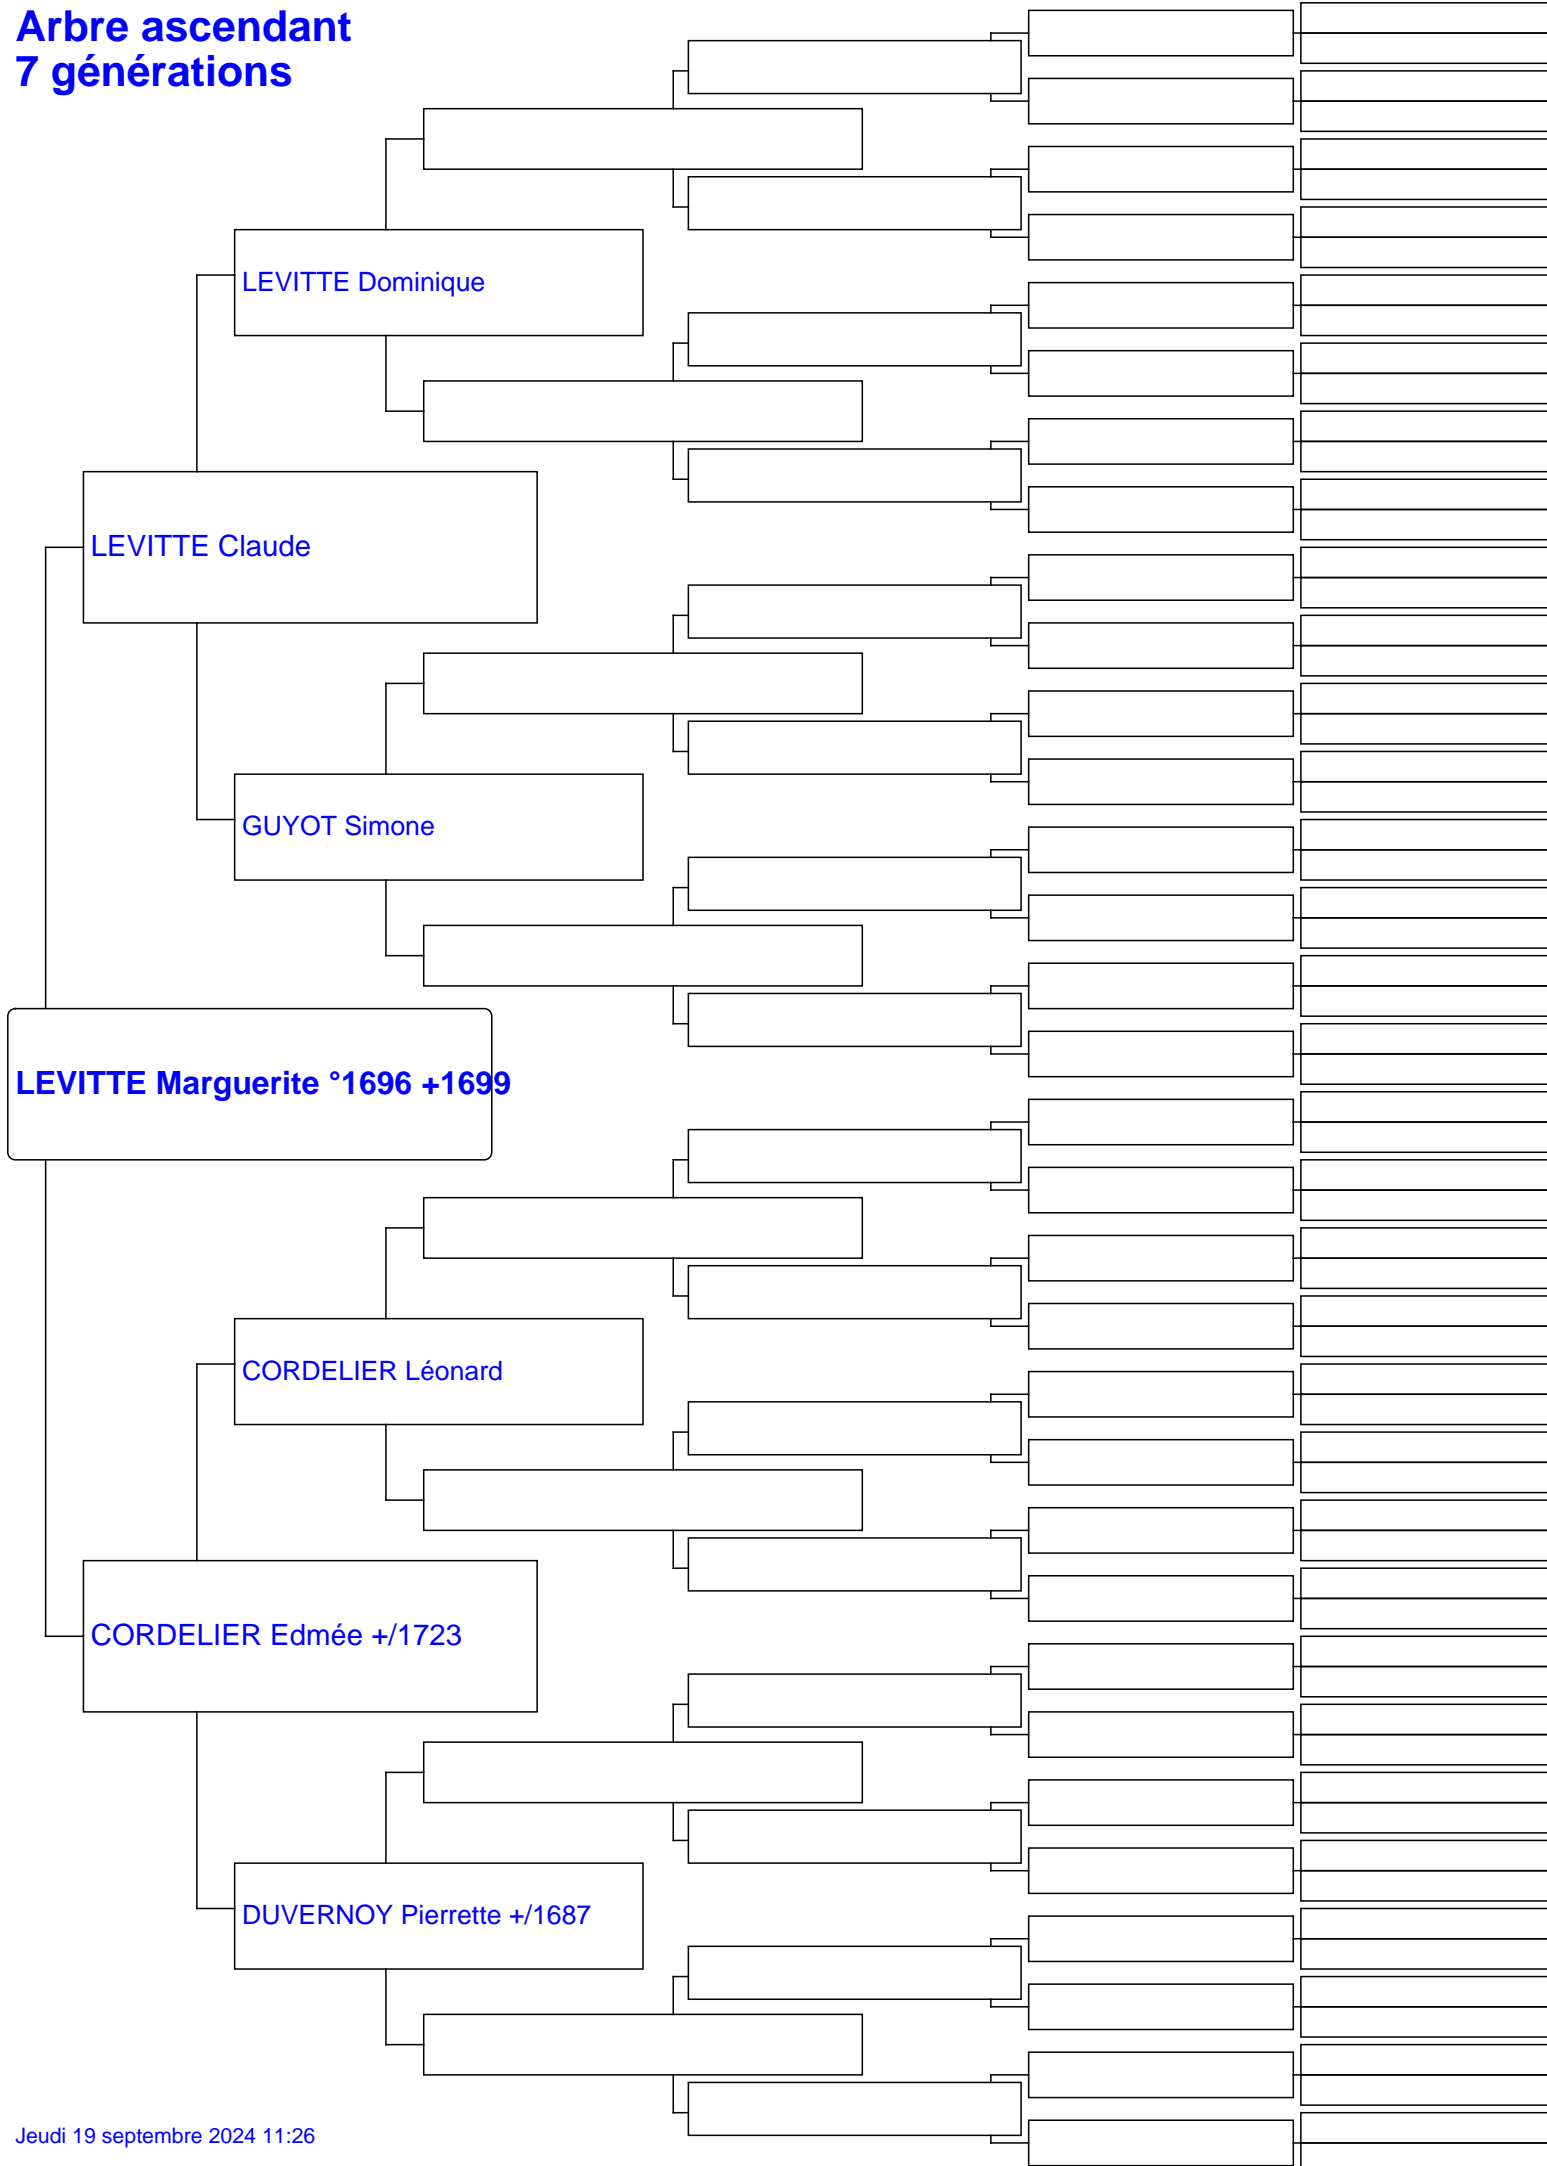 Arbre ascendant
7 générations
LEVITTE Dominique
LEVITTE Claude
GUYOT Simone
LEVITTE Marguerite °1696 +1699
CORDELIER Léonard
CORDELIER Edmée +/1723
DUVERNOY Pierrette +/1687
Jeudi 19 septembre 2024 11:26